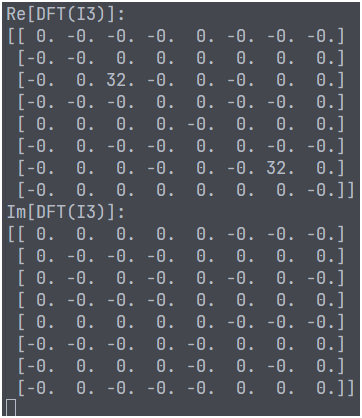 Re[DFT(I3)]:
[[ 0. -0. -0. -0.  0. -0. -0. -0.]
 [-0. -0.  0.  0.  0.  0.  0.  0.]
 [-0.  0. 32. -0.  0. -0. -0.  0.]
 [-0. -0. -0. -0.  0.  0. -0.  0.]
 [ 0.  0.  0.  0. -0.  0.  0.  0.]
 [-0. -0.  0.  0.  0. -0. -0. -0.]
 [-0.  0. -0.  0. -0. -0. 32.  0.]
 [-0.  0.  0.  0.  0.  0.  0. -0.]]
Im[DFT(I3)]:
[[ 0.  0.  0.  0.  0. -0. -0. -0.]
 [ 0. -0. -0. -0.  0.  0. -0.  0.]
 [ 0. -0. -0.  0.  0. -0.  0. -0.]
 [ 0. -0.  0.  0.  0. -0. -0.  0.]
 [ 0.  0.  0.  0.  0. -0. -0. -0.]
 [-0.  0. -0. -0. -0.  0.  0.  0.]
 [-0.  0.  0.  0. -0.  0. -0.  0.]
 [-0.  0. -0. -0. -0.  0.  0.  0.]]